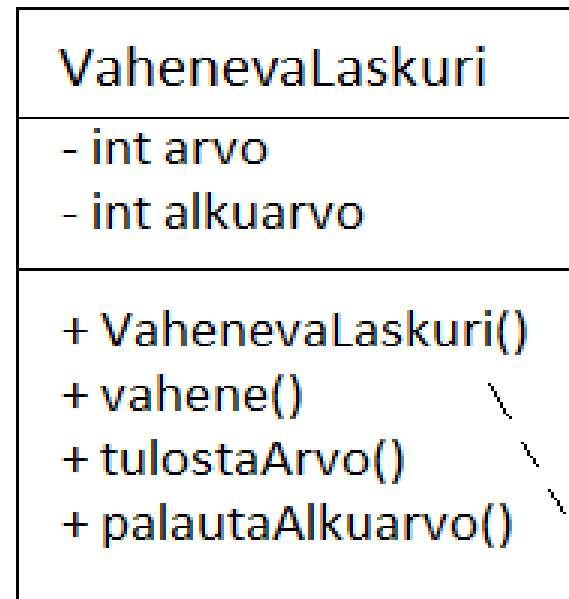 VahenevaLaskuri
- int arvo
- int alkuarvo
+ VahenevaLaskuri()
+ vahene()
+ tulostaArvo()
+ palautaAlkuarvo()